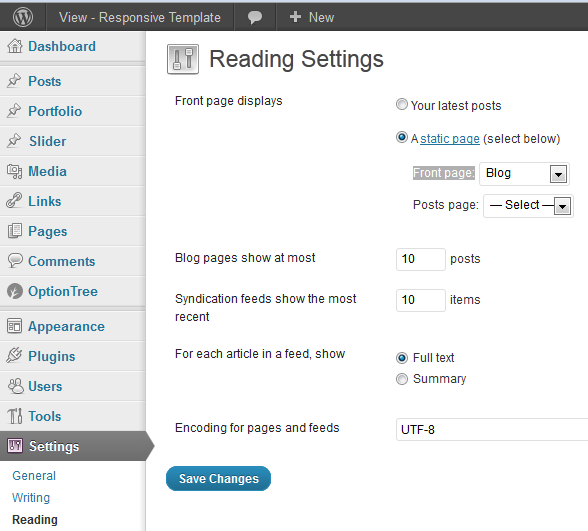 View - Responsive Template
New
Dashboard
Posts
Portfolio
Slider
Media
Links
Pages
Comments
OptionTree
Appearance
Plugins
Users
Tools
Settings
General
Writing
Reading
Reading Settings
Front page displays
Your latest posts
A static page (select below)
Front page: Blog
Posts page: — Select —
Blog pages show at most 10 posts
Syndication feeds show the most 10 items
recent
For each article in a feed, show Full text
Summary
Encoding for pages and feeds UTF-8
Save Changes